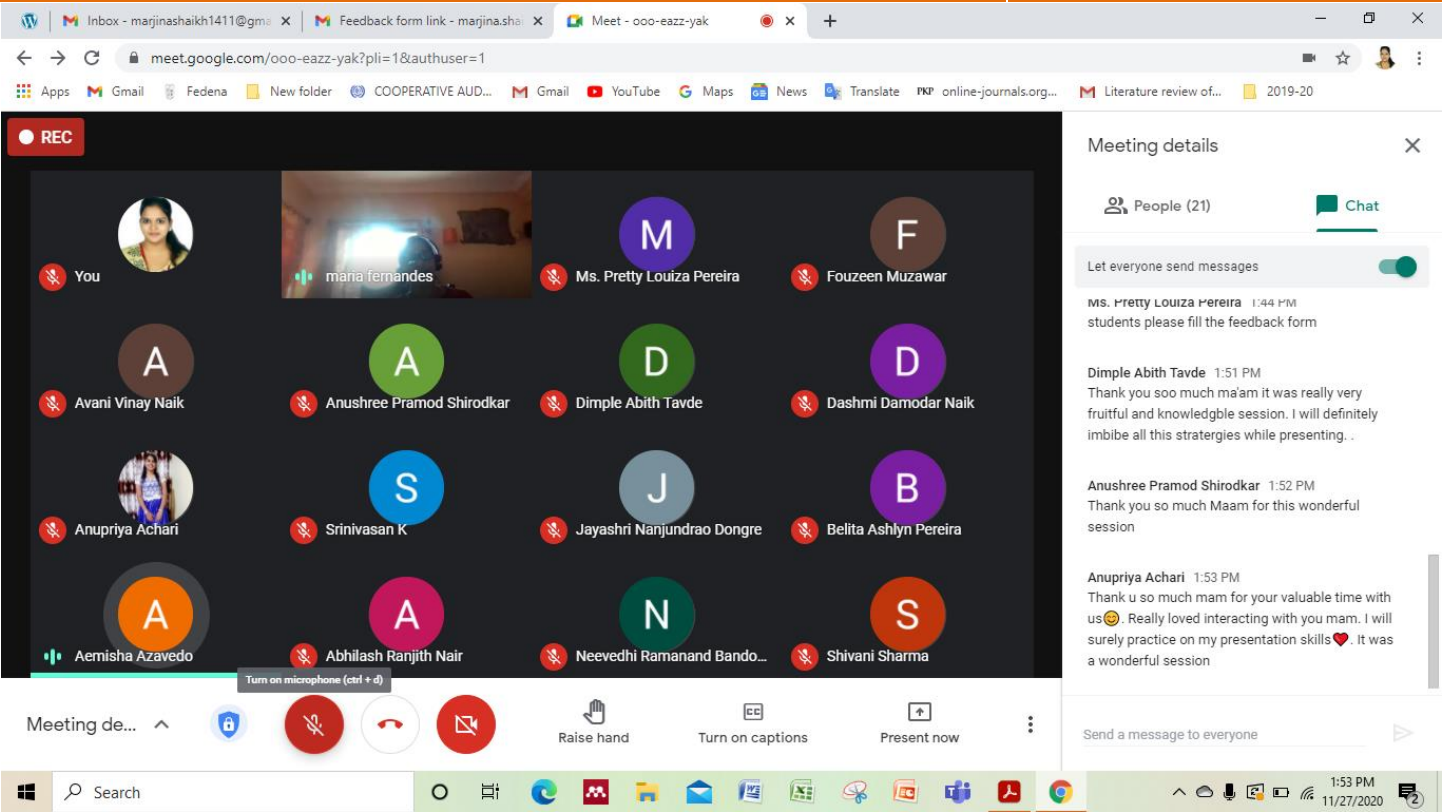 Inbox - marjinashaikh1411@gma
Feedback form link - marjina.sha
Meet - ooo-eazz-yak
meet.google.com/ooo-eazz-yak?pli=1&authuser=1
Apps
Gmail
Fedena
New folder
COOPERATIVE AUD...
Gmail
YouTube
Maps
News
Translate
PKP online-journals.org...
Literature review of...
2019-20
REC
You
maria fernandes
M
Ms. Pretty Louiza Pereira
F
Fouzeen Muzawar
A
Avani Vinay Naik
A
Anushree Pramod Shirodkar
D
Dimple Abith Tavde
D
Dashmi Damodar Naik
Anupriya Achari
S
Srinivasan K
J
Jayashri Nanjundrao Dongre
B
Belita Ashlyn Pereira
A
Aemisha Azavedo
A
Abhilash Ranjith Nair
N
Neevedhi Ramanand Bando...
S
Shivani Sharma
Turn on microphone (ctrl + d)
Meeting de...
Raise hand
Turn on captions
Present now
Meeting details
People (21)
Chat
Let everyone send messages
Ms. Pretty Louiza Pereira 1:44 PM
students please fill the feedback form
Dimple Abith Tavde 1:51 PM
Thank you soo much ma'am it was really very
fruitful and knowledgble session. I will definitely
imbibe all this stratergies while presenting. .
Anushree Pramod Shirodkar 1:52 PM
Thank you so much Maam for this wonderful
session
Anupriya Achari 1:53 PM
Thank u so much mam for your valuable time with
us😊. Really loved interacting with you mam. I will
surely practice on my presentation skills❤. It was
a wonderful session
Send a message to everyone
Search
1:53 PM
11/27/2020
2